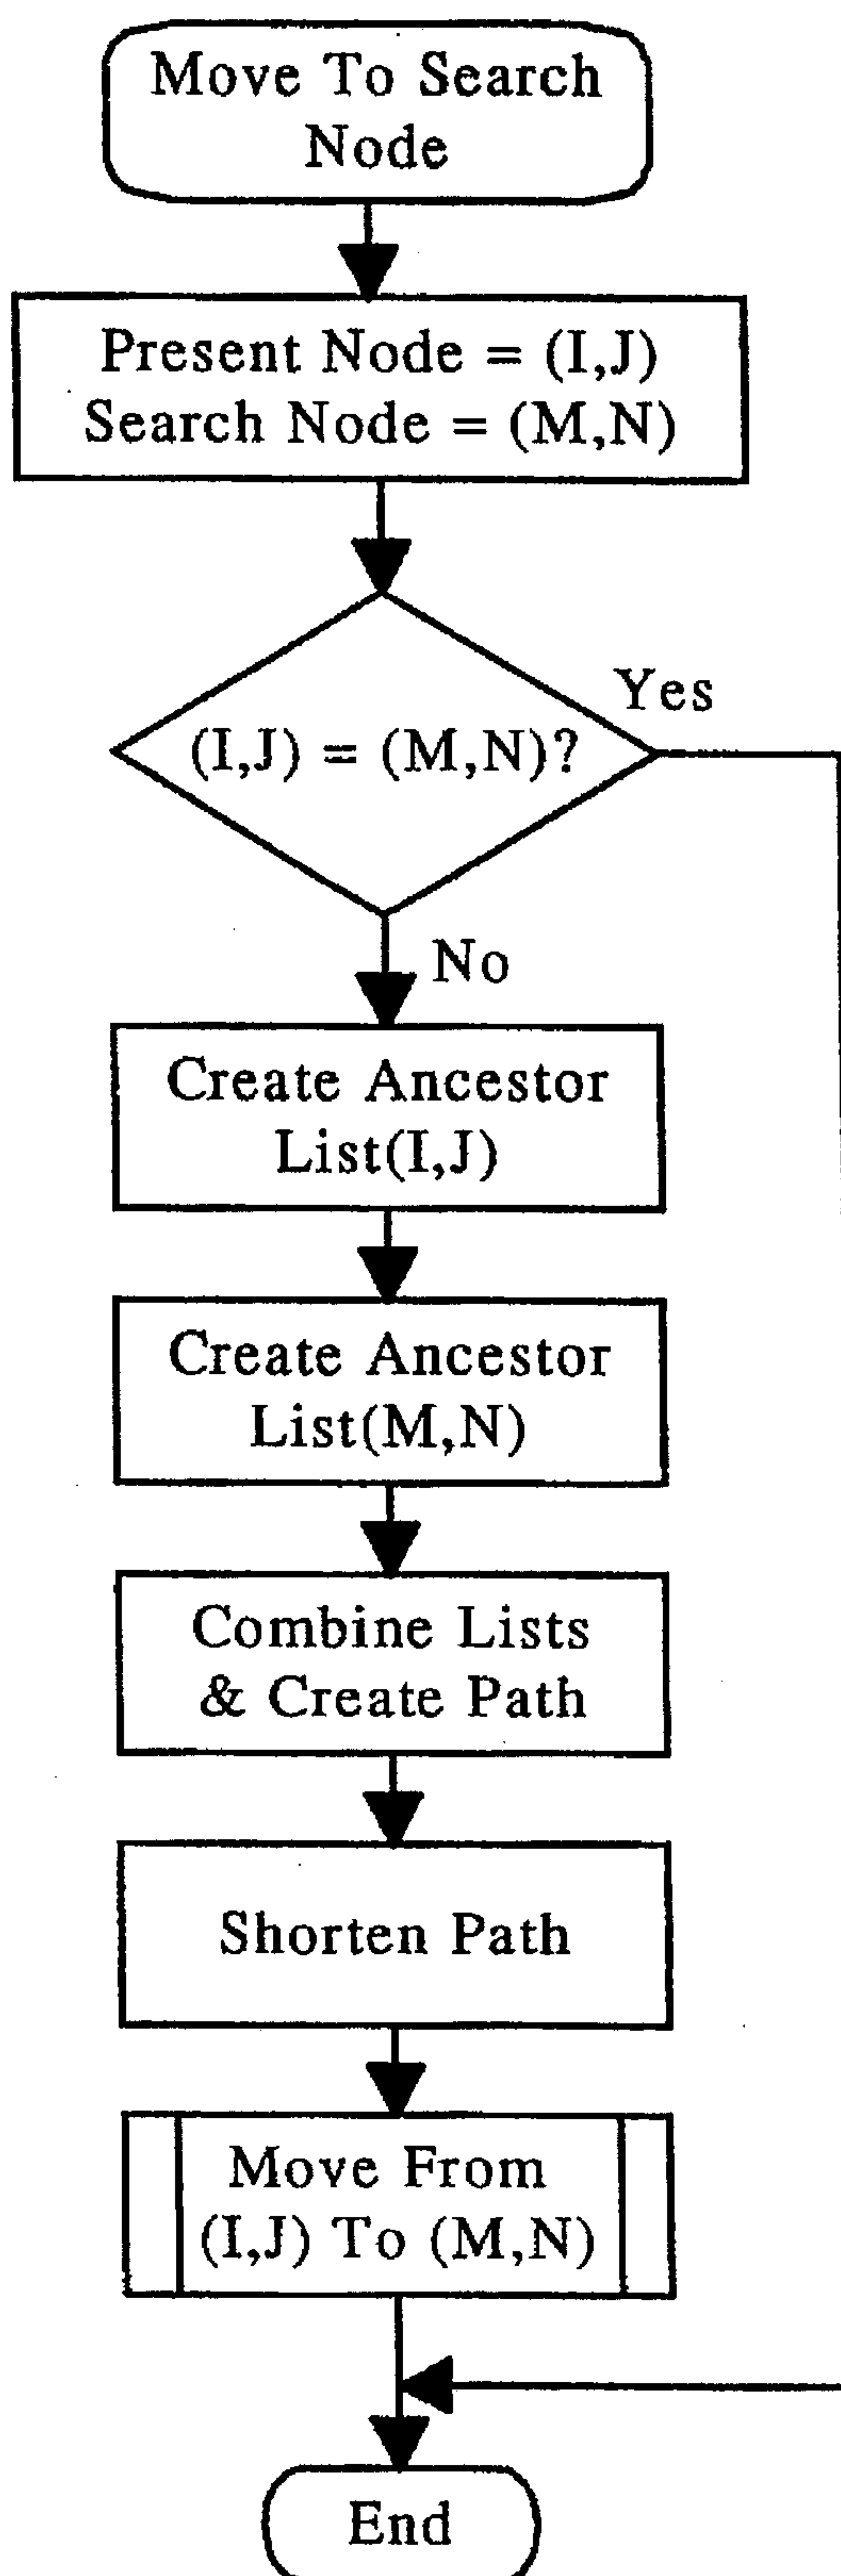 Move To Search
Node
Present Node = (I,J)
Search Node = (M,N)
(I,J) = (M,N)?
Yes
No
Create Ancestor
List(I,J)
Create Ancestor
List(M,N)
Combine Lists
& Create Path
Shorten Path
Move From
(I,J) To (M,N)
End